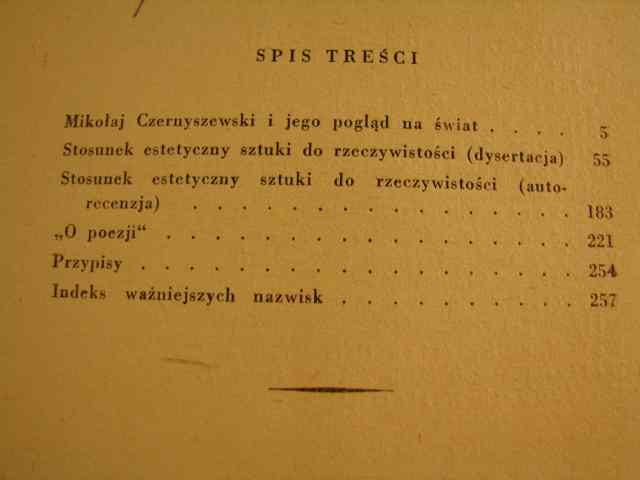 SPIS TREŚCI
Mikołaj Czernyszewski i jego pogląd na świat . . . . 5
Stosunek estetyczny sztuki do rzeczywistości (dysertacja) 55
Stosunek estetyczny sztuki do rzeczywistości (auto-
recenzja) . . . . . . . . . . . . . . . . 183
„O poezji“ . . . . . . . . . . . . . . . . . 221
Przypisy . . . . . . . . . . . . . . . . . . 254
Indeks ważniejszych nazwisk . . . . . . . . . . 257